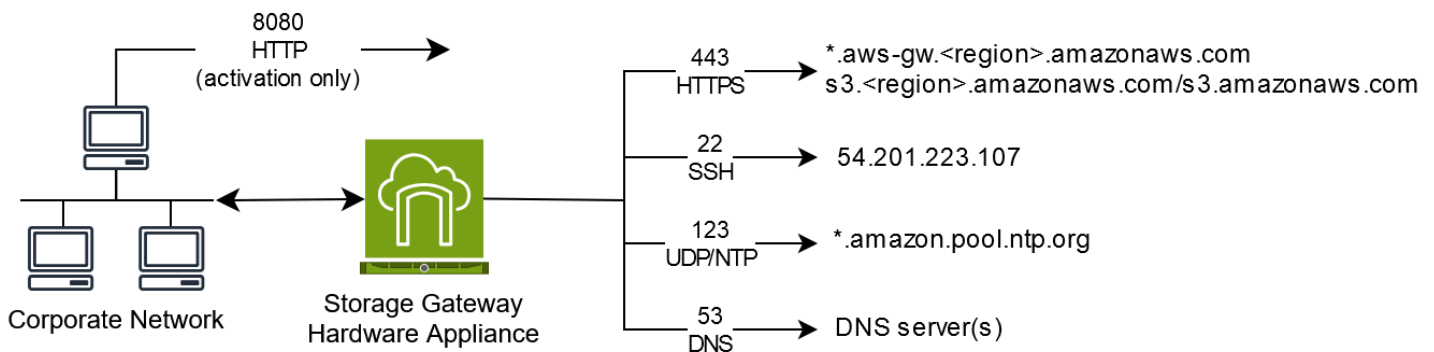 8080
HTTP
(activation only)
443
HTTPS
*.aws-gw.<region>.amazonaws.com
s3.<region>.amazonaws.com/s3.amazonaws.com
22
SSH
54.201.223.107
123
UDP/NTP
*.amazon.pool.ntp.org
53
DNS
DNS server(s)
Corporate Network
Storage Gateway
Hardware Appliance